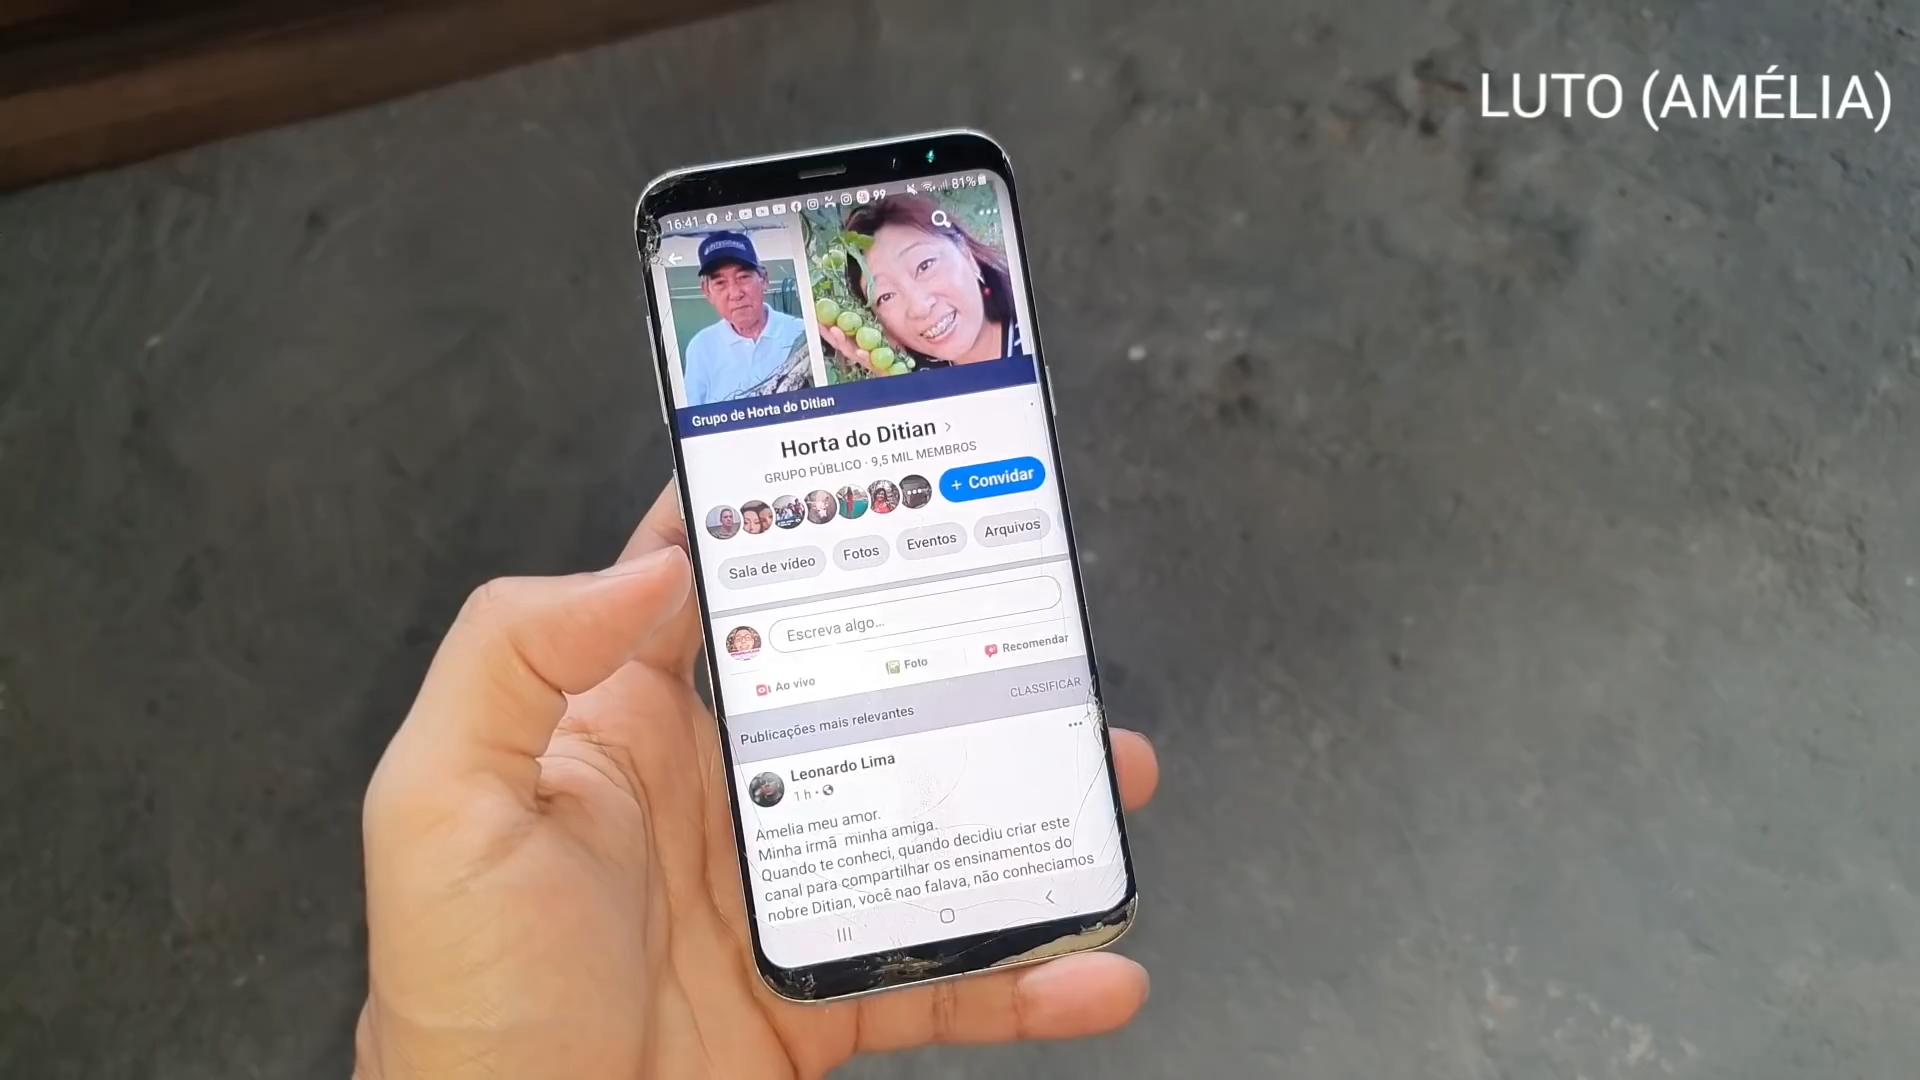 LUTO (AMÉLIA)
16:41
99
81%
Grupo de Horta do Ditian
Horta do Ditian
GRUPO PÚBLICO · 9,5 MIL MEMBROS
+ Convidar
Sala de vídeo
Fotos
Eventos
Arquivos
Escreva algo...
Ao vivo
Foto
Recomendar
Publicações mais relevantes
CLASSIFICAR
Leonardo Lima
1 h
Amelia meu amor.
Minha irmã minha amiga.
Quando te conheci, quando decidiu criar este
canal para compartilhar os ensinamentos do
nobre Ditian, você nao falava, não conheciamos